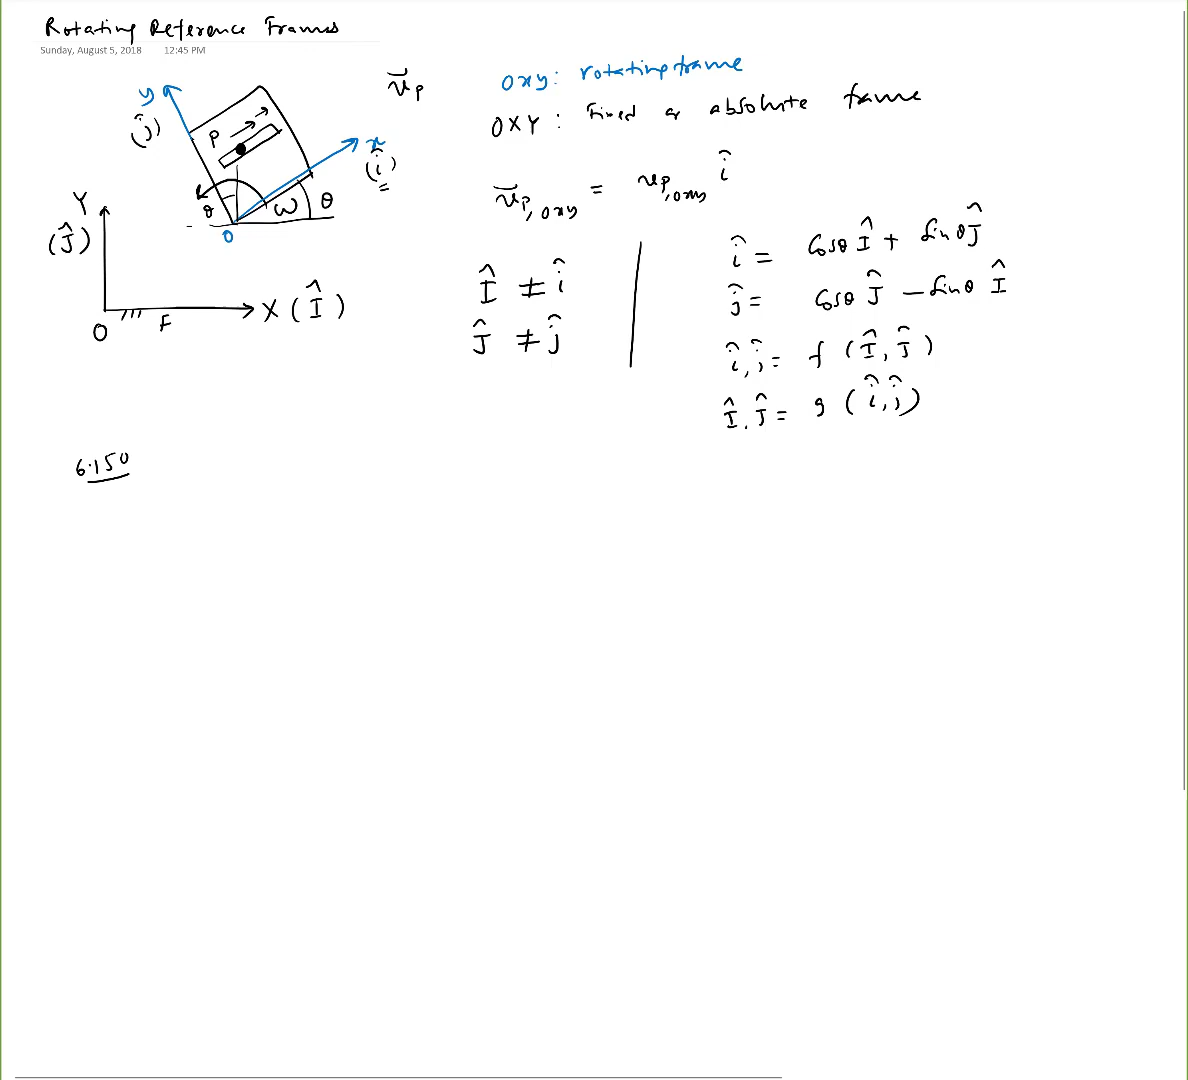 Rotating Reference Frames
Sunday, August 5, 2018 12:45 PM
y
(ĵ)
P
x
(î)
θ
ω
θ
o
Y
(Ĵ)
O
F
X (Î)
v̄p
oxy: rotating frame
OXY: Fixed or absolute frame
v̄p,oxy = vp,oxy î
Î ≠ î
Ĵ ≠ ĵ
î = Cosθ Î + Sinθ Ĵ
ĵ = Cosθ Ĵ − Sinθ Î
î, ĵ = f (Î, Ĵ)
Î, Ĵ = g (î, ĵ)
6.150